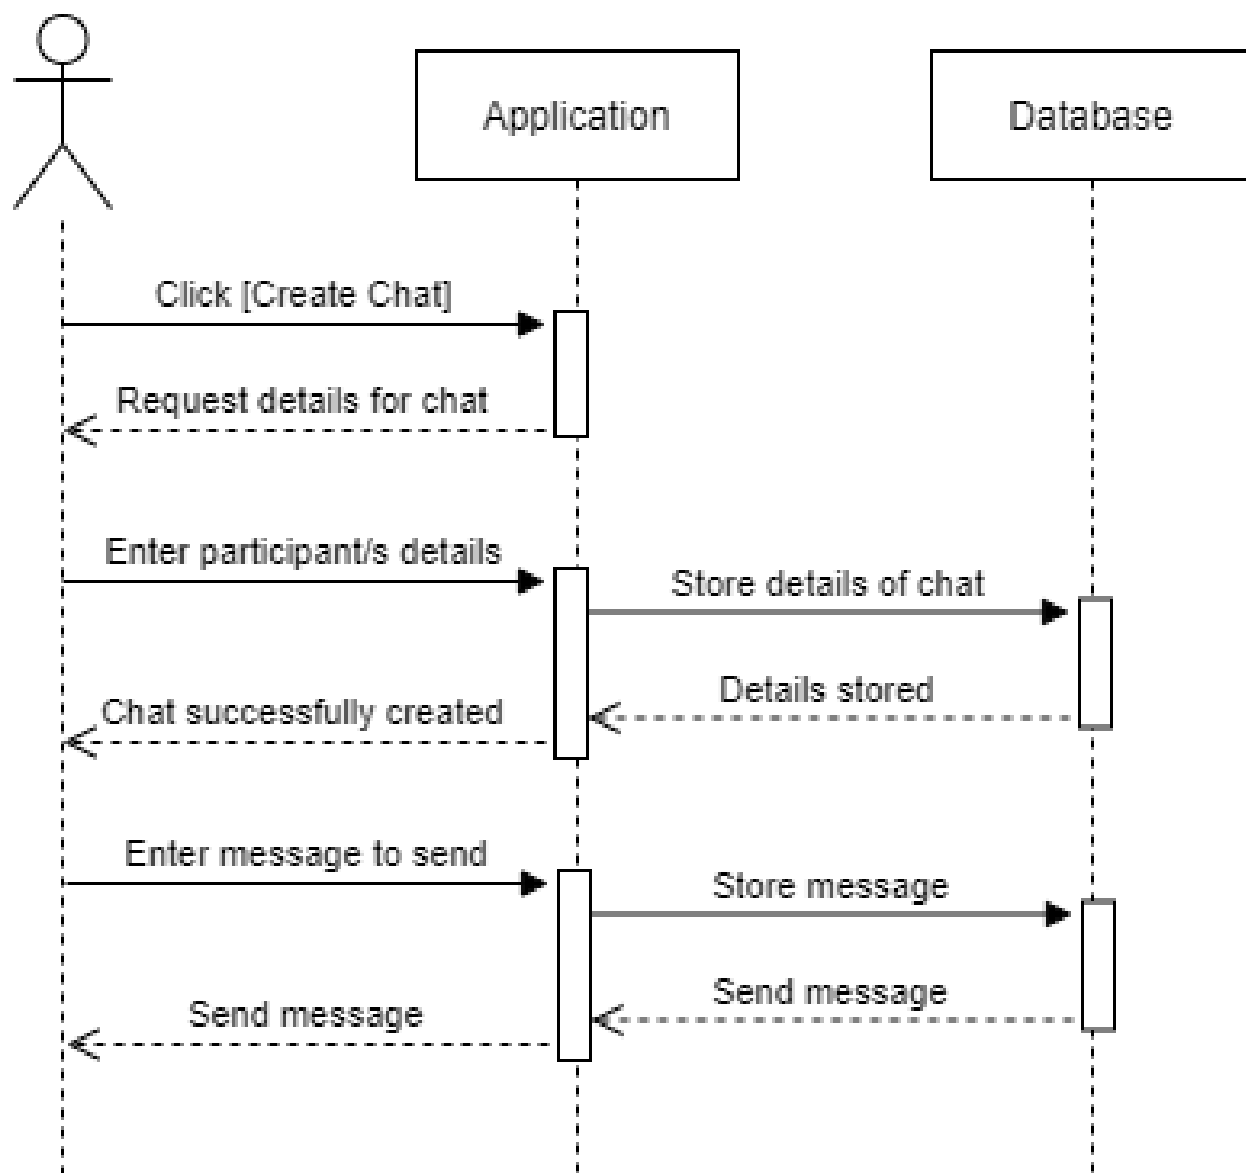 Application
Database
Click [Create Chat]
Request details for chat
Enter participant/s details
Store details of chat
Details stored
Chat successfully created
Enter message to send
Store message
Send message
Send message